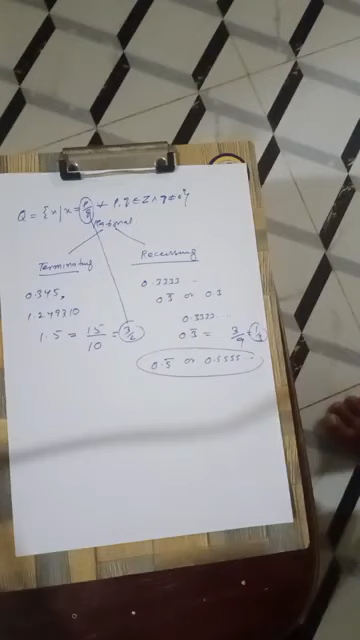 Q = {x | x = p/q ∀ p, q ∈ Z ∧ q ≠ 0}
Rational
Terminating
Recessing
0.345,
1.249310
1.5 = 15/10 = 3/2
0.3333 ...
0.3̅ or 0.3
0.3333...
0.3̅ = 3/9 = 1/3
0.5̅ or 0.5555...